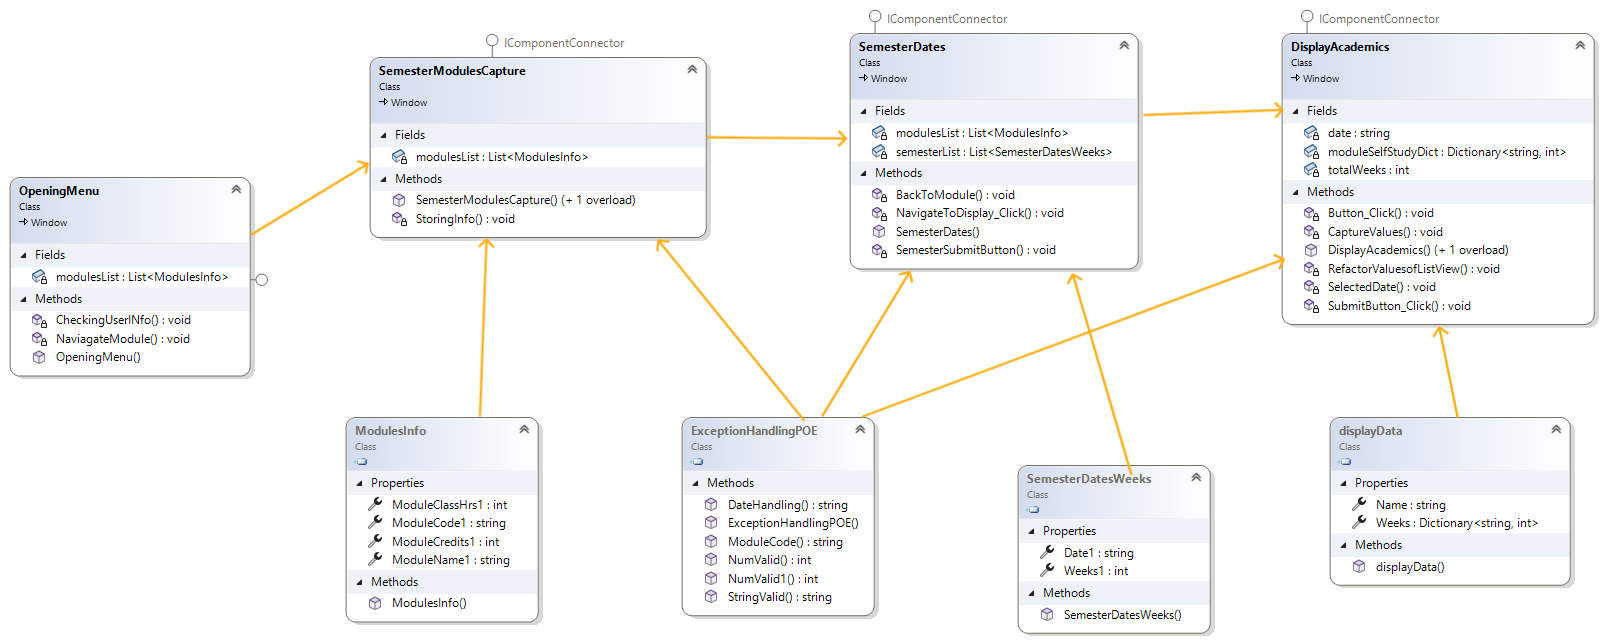 OpeningMenu
Class
Window
Fields
modulesList : List<ModulesInfo>
Methods
CheckingUserINfo() : void
NaviagateModule() : void
OpeningMenu()
IComponentConnector
SemesterModulesCapture
Class
Window
Fields
modulesList : List<ModulesInfo>
Methods
SemesterModulesCapture() (+ 1 overload)
StoringInfo() : void
IComponentConnector
SemesterDates
Class
Window
Fields
modulesList : List<ModulesInfo>
semesterList : List<SemesterDatesWeeks>
Methods
BackToModule() : void
NavigateToDisplay_Click() : void
SemesterDates()
SemesterSubmitButton() : void
IComponentConnector
DisplayAcademics
Class
Window
Fields
date : string
moduleSelfStudyDict : Dictionary<string, int>
totalWeeks : int
Methods
Button_Click() : void
CaptureValues() : void
DisplayAcademics() (+ 1 overload)
RefactorValuesofListView() : void
SelectedDate() : void
SubmitButton_Click() : void
ModulesInfo
Class
Properties
ModuleClassHrs1 : int
ModuleCode1 : string
ModuleCredits1 : int
ModuleName1 : string
Methods
ModulesInfo()
ExceptionHandlingPOE
Class
Methods
DateHandling() : string
ExceptionHandlingPOE()
ModuleCode() : string
NumValid() : int
NumValid1() : int
StringValid() : string
SemesterDatesWeeks
Class
Properties
Date1 : string
Weeks1 : int
Methods
SemesterDatesWeeks()
displayData
Class
Properties
Name : string
Weeks : Dictionary<string, int>
Methods
displayData()